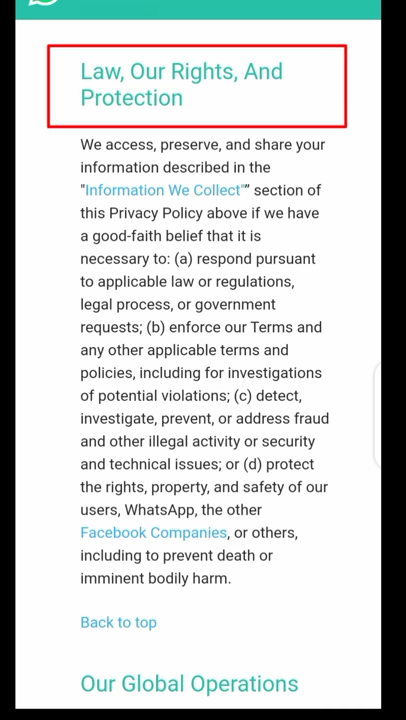 Law, Our Rights, And
Protection
We access, preserve, and share your
information described in the
"Information We Collect"" section of
this Privacy Policy above if we have
a good-faith belief that it is
necessary to: (a) respond pursuant
to applicable law or regulations,
legal process, or government
requests; (b) enforce our Terms and
any other applicable terms and
policies, including for investigations
of potential violations; (c) detect,
investigate, prevent, or address fraud
and other illegal activity or security
and technical issues; or (d) protect
the rights, property, and safety of our
users, WhatsApp, the other
Facebook Companies, or others,
including to prevent death or
imminent bodily harm.
Back to top
Our Global Operations